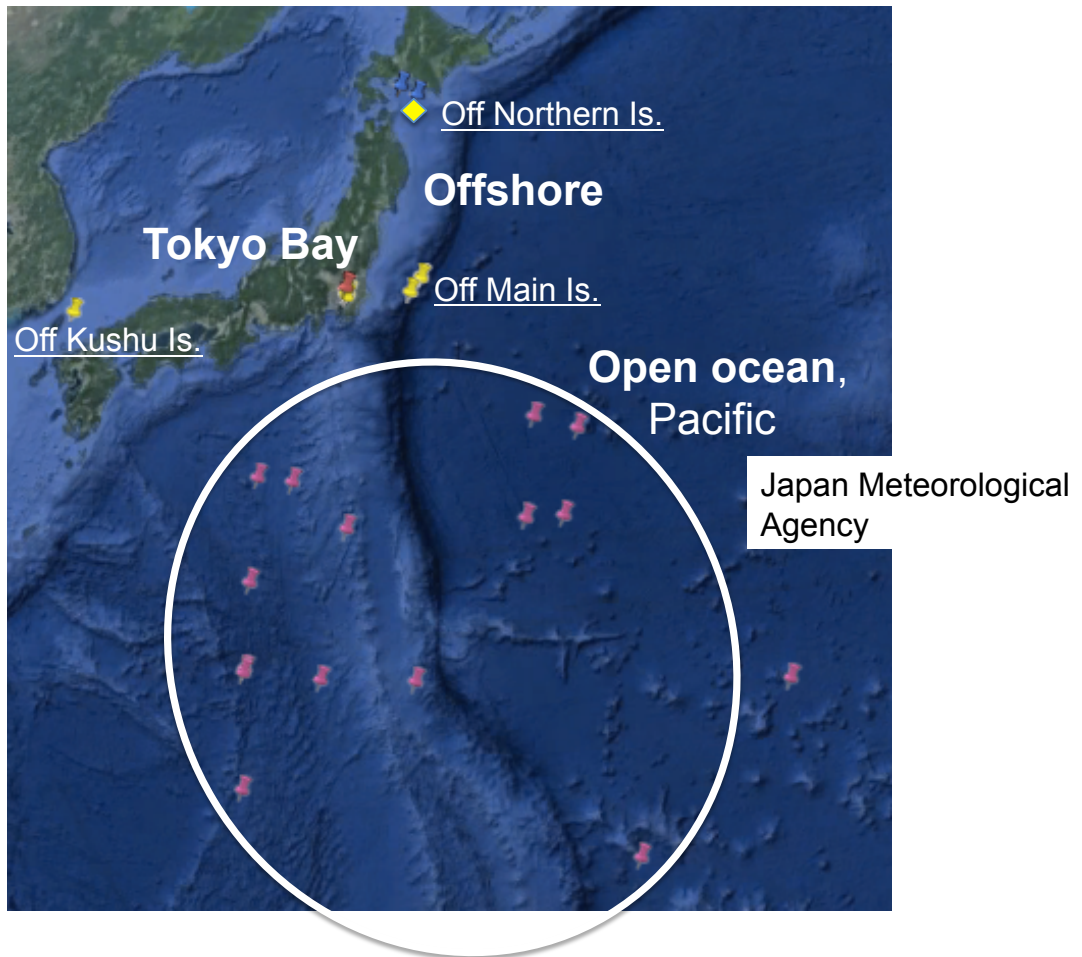 Off Northern Is.
Offshore
Tokyo Bay
Off Main Is.
Off Kushu Is.
Open ocean,
Pacific
Japan Meteorological
Agency